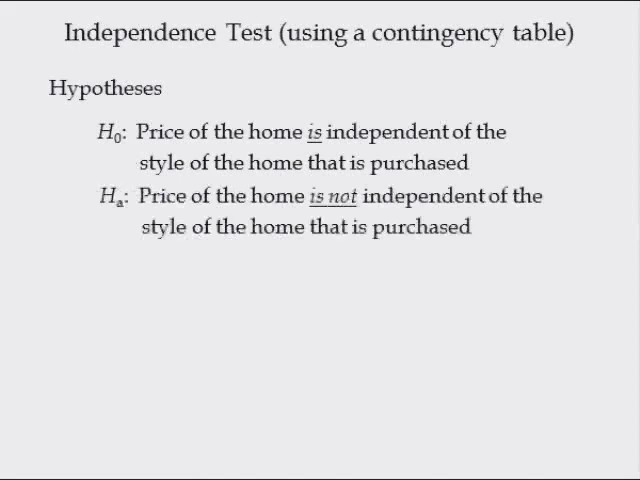 Independence Test (using a contingency table)
Hypotheses
H0: Price of the home is independent of the
style of the home that is purchased
Ha: Price of the home is not independent of the
style of the home that is purchased